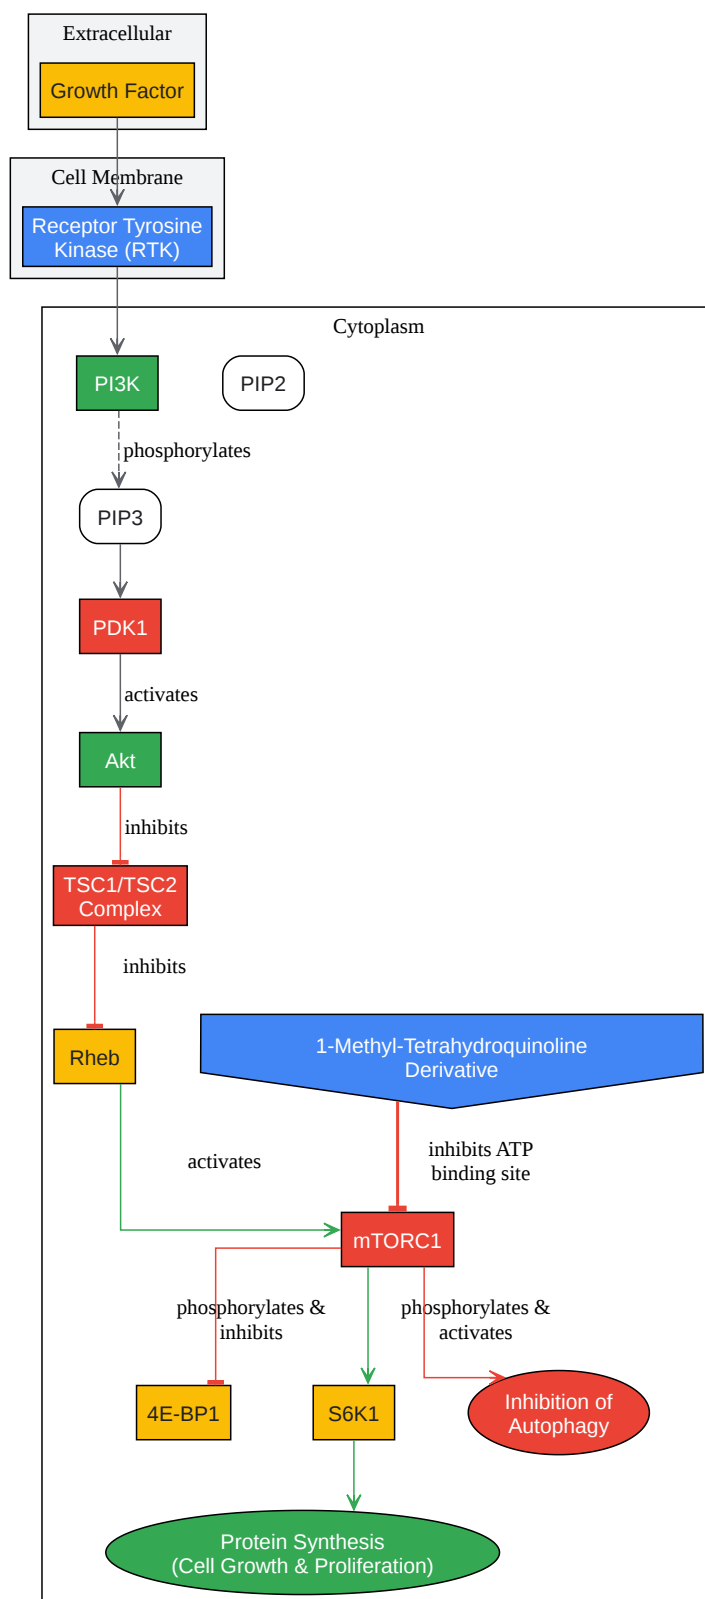 Extracellular
Growth Factor
Cell Membrane
Receptor Tyrosine
Kinase (RTK)
Cytoplasm
PI3K
PIP2
phosphorylates
PIP3
PDK1
activates
Akt
inhibits
TSC1/TSC2
Complex
inhibits
Rheb
1-Methyl-Tetrahydroquinoline
Derivative
activates
inhibits ATP
binding site
mTORC1
phosphorylates &
inhibits
phosphorylates &
activates
4E-BP1
S6K1
Inhibition of
Autophagy
Protein Synthesis
(Cell Growth & Proliferation)